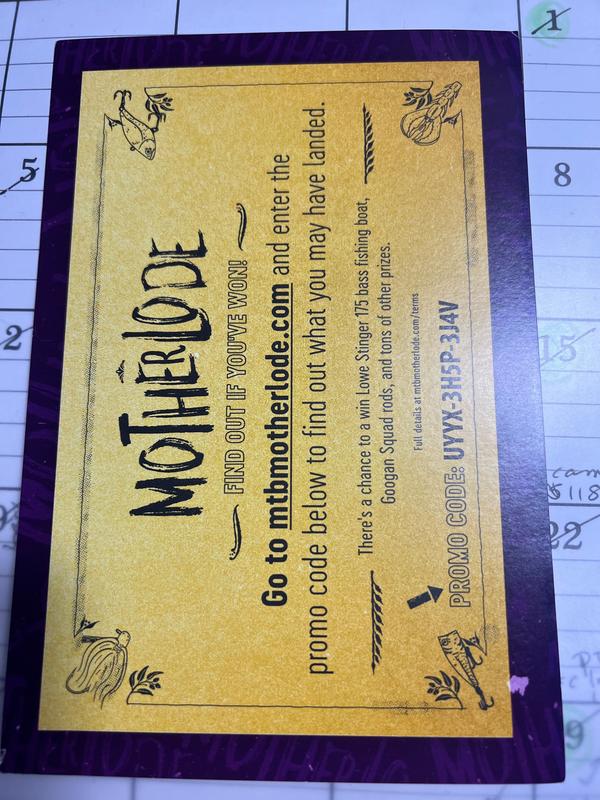 MOTHERLODE
FIND OUT IF YOU'VE WON!
Go to mtbmotherlode.com and enter the
promo code below to find out what you may have landed.
There's a chance to a win Lowe Stinger 175 bass fishing boat,
Googan Squad rods, and tons of other prizes.
Full details at mtbmotherlode.com/terms
PROMO CODE: UYYX-3H5P-3J4V
1
5
8
2
15
5118
22
9